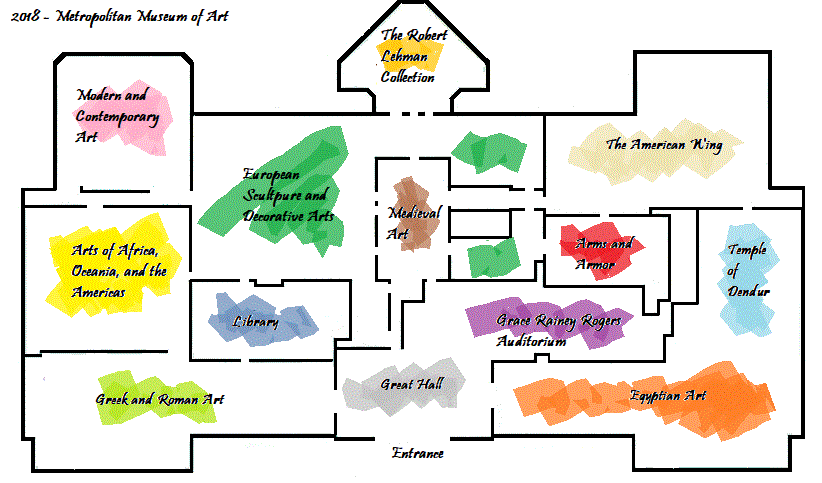 2018 - Metropolitan Museum of Art
The Robert
Lehman
Collection
Modern and
Contemporary
Art
The American Wing
European
Sculpture and
Decorative Arts
Medieval
Art
Arts of Africa,
Oceania, and the
Americas
Arms and
Armor
Temple
of
Dendur
Library
Grace Rainey Rogers
Auditorium
Great Hall
Greek and Roman Art
Egyptian Art
Entrance